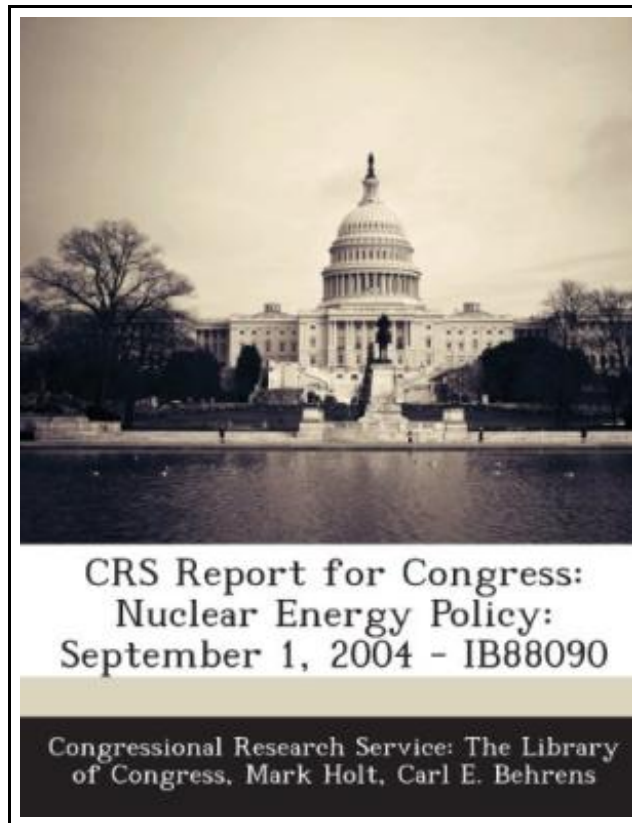 CRS Report for Congress:
Nuclear Energy Policy:
September 1, 2004 - IB88090
Congressional Research Service: The Library
of Congress, Mark Holt, Carl E. Behrens